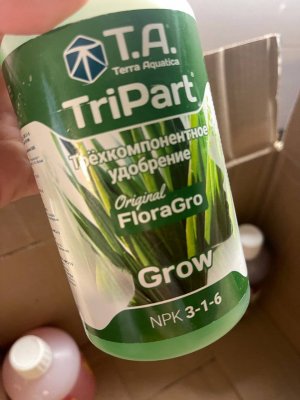 T.A.
Terra Aquatica
TriPart®
Трёхкомпонентное
удобрение
Original
FloraGro
Grow
NPK 3-1-6